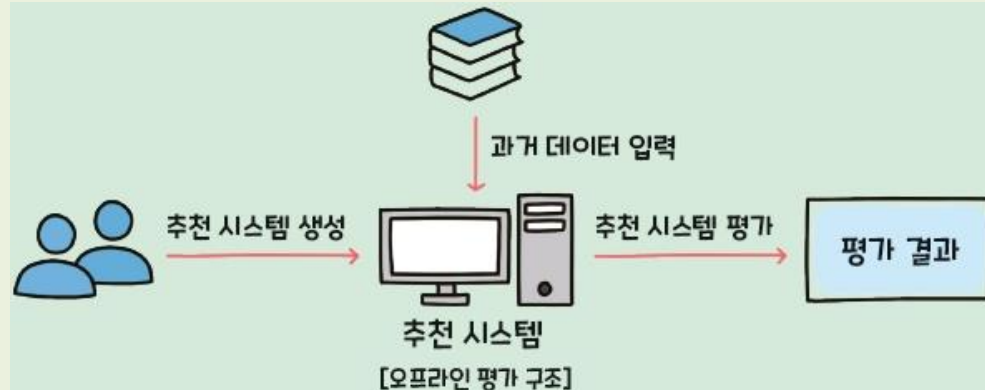 과거 데이터 입력
추천 시스템 생성
추천 시스템 평가
평가 결과
추천 시스템
[오프라인 평가 구조]